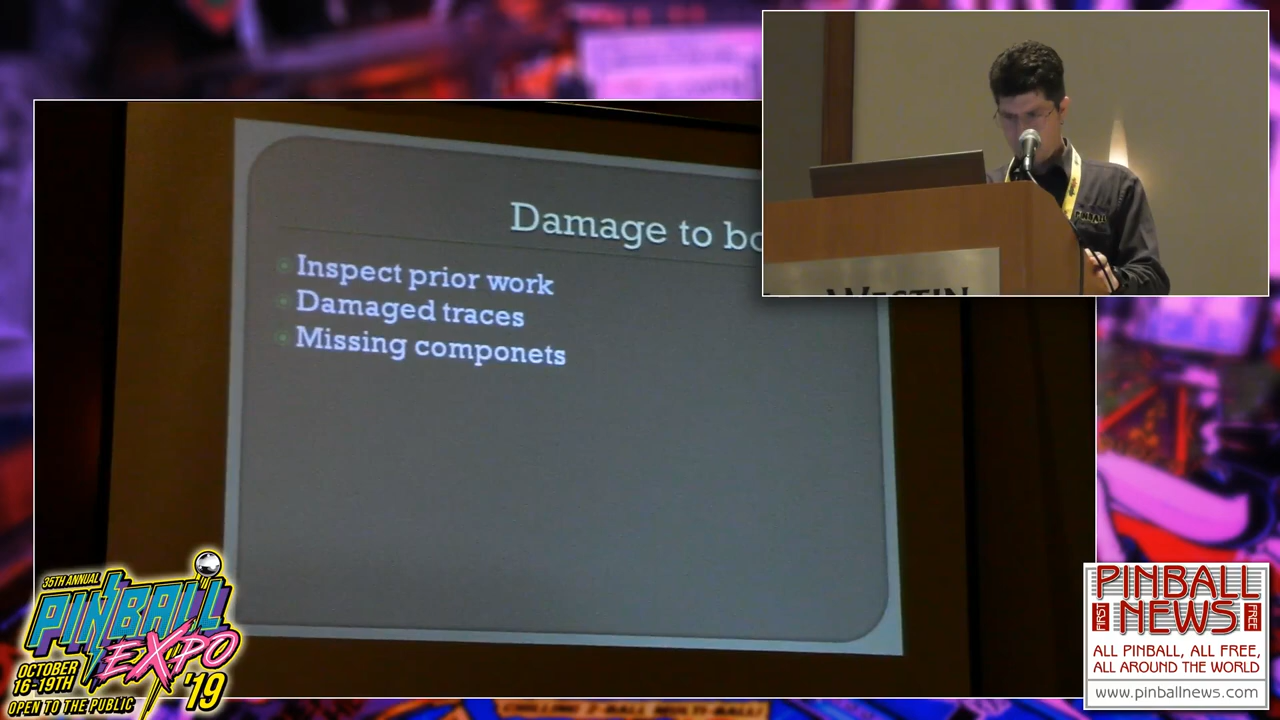 Damage to bo
Inspect prior work
Damaged traces
Missing componets
WESTIN
35TH ANNUAL
PINBALL
EXPO
OCTOBER
16-19TH
'19
OPEN TO THE PUBLIC
PINBALL
FIRST
NEWS
FREE
ALL PINBALL, ALL FREE,
ALL AROUND THE WORLD
www.pinballnews.com